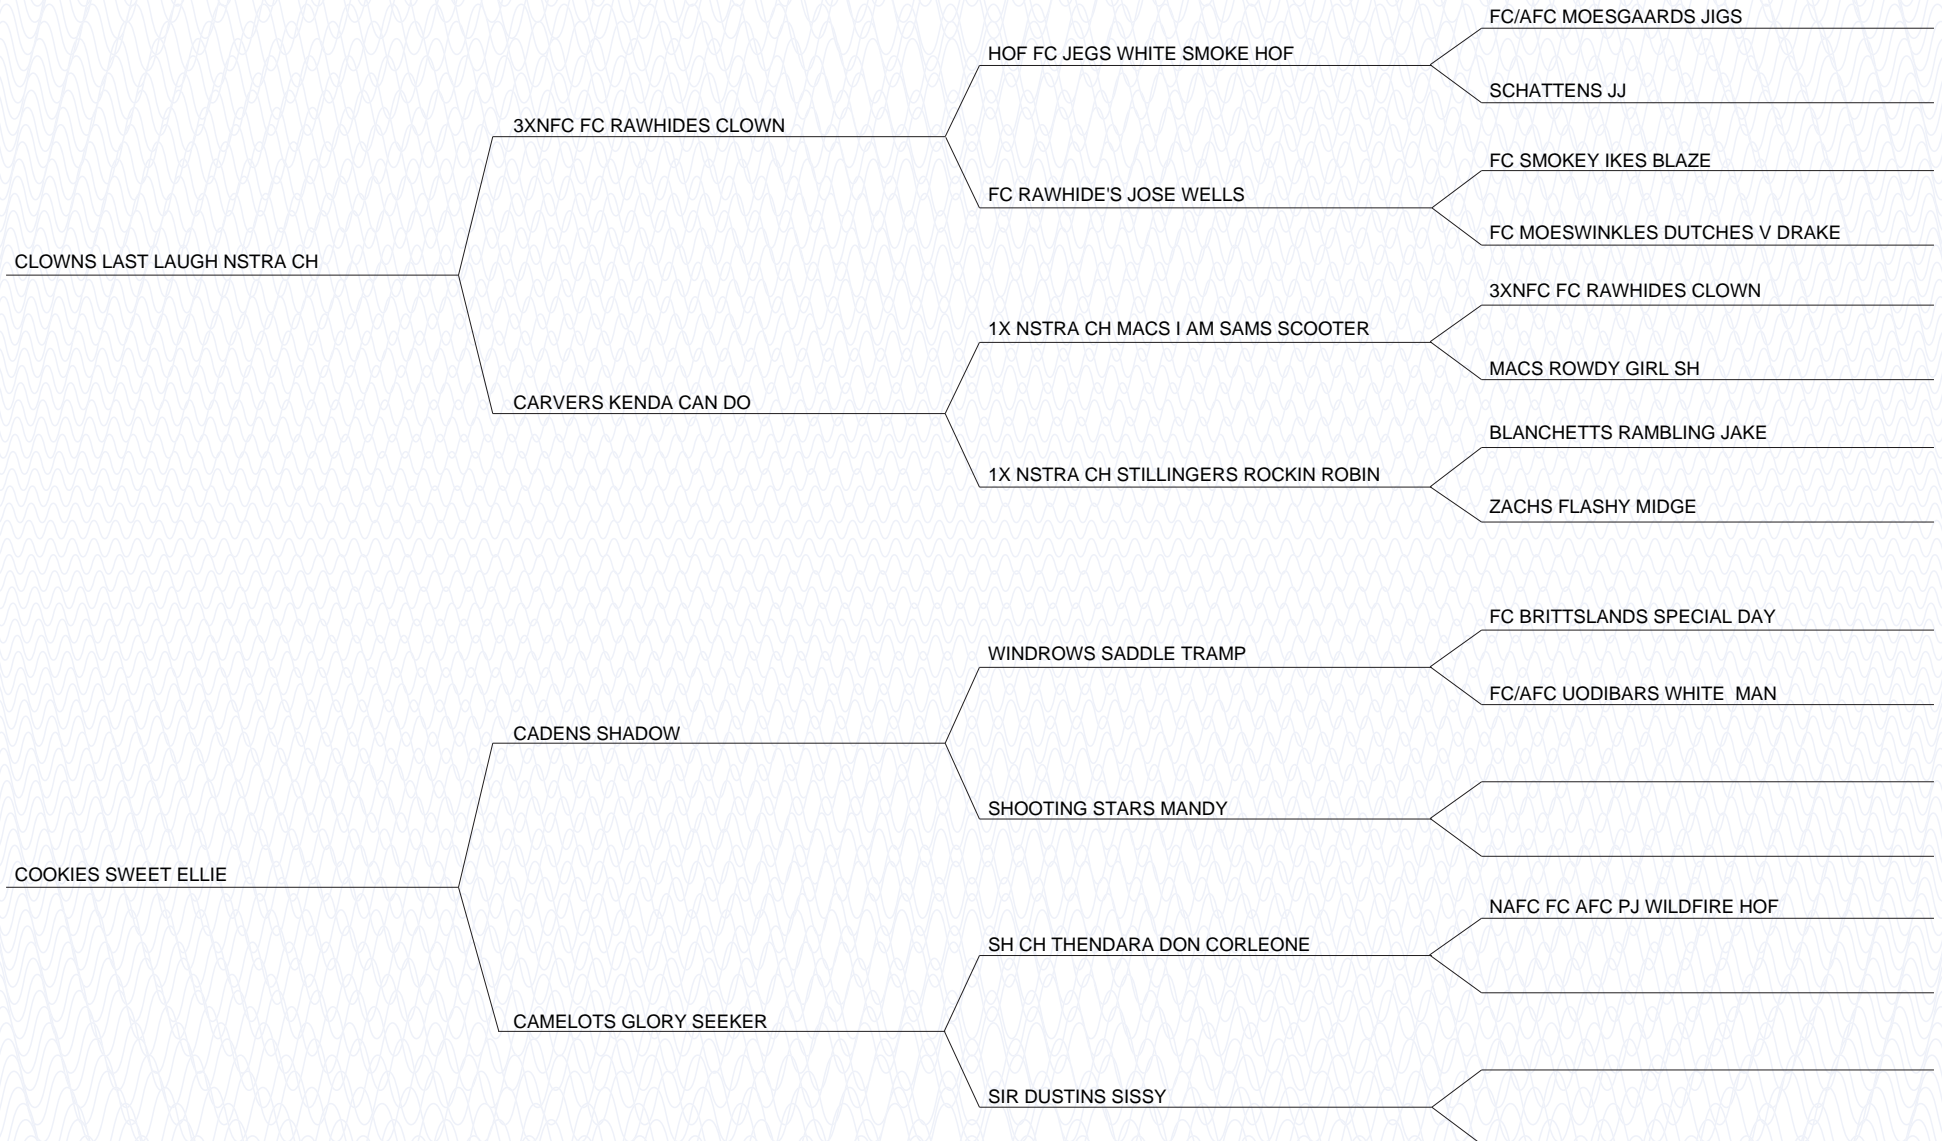 FC/AFC MOESGAARDS JIGS
HOF FC JEGS WHITE SMOKE HOF
SCHATTENS JJ
3XNFC FC RAWHIDES CLOWN
FC SMOKEY IKES BLAZE
FC RAWHIDE'S JOSE WELLS
FC MOESWINKLES DUTCHES V DRAKE
CLOWNS LAST LAUGH NSTRA CH
3XNFC FC RAWHIDES CLOWN
1X NSTRA CH MACS I AM SAMS SCOOTER
MACS ROWDY GIRL SH
CARVERS KENDA CAN DO
BLANCHETTS RAMBLING JAKE
1X NSTRA CH STILLINGERS ROCKIN ROBIN
ZACHS FLASHY MIDGE
FC BRITTSLANDS SPECIAL DAY
WINDROWS SADDLE TRAMP
FC/AFC UODIBARS WHITE  MAN
CADENS SHADOW
SHOOTING STARS MANDY
COOKIES SWEET ELLIE
NAFC FC AFC PJ WILDFIRE HOF
SH CH THENDARA DON CORLEONE
CAMELOTS GLORY SEEKER
SIR DUSTINS SISSY